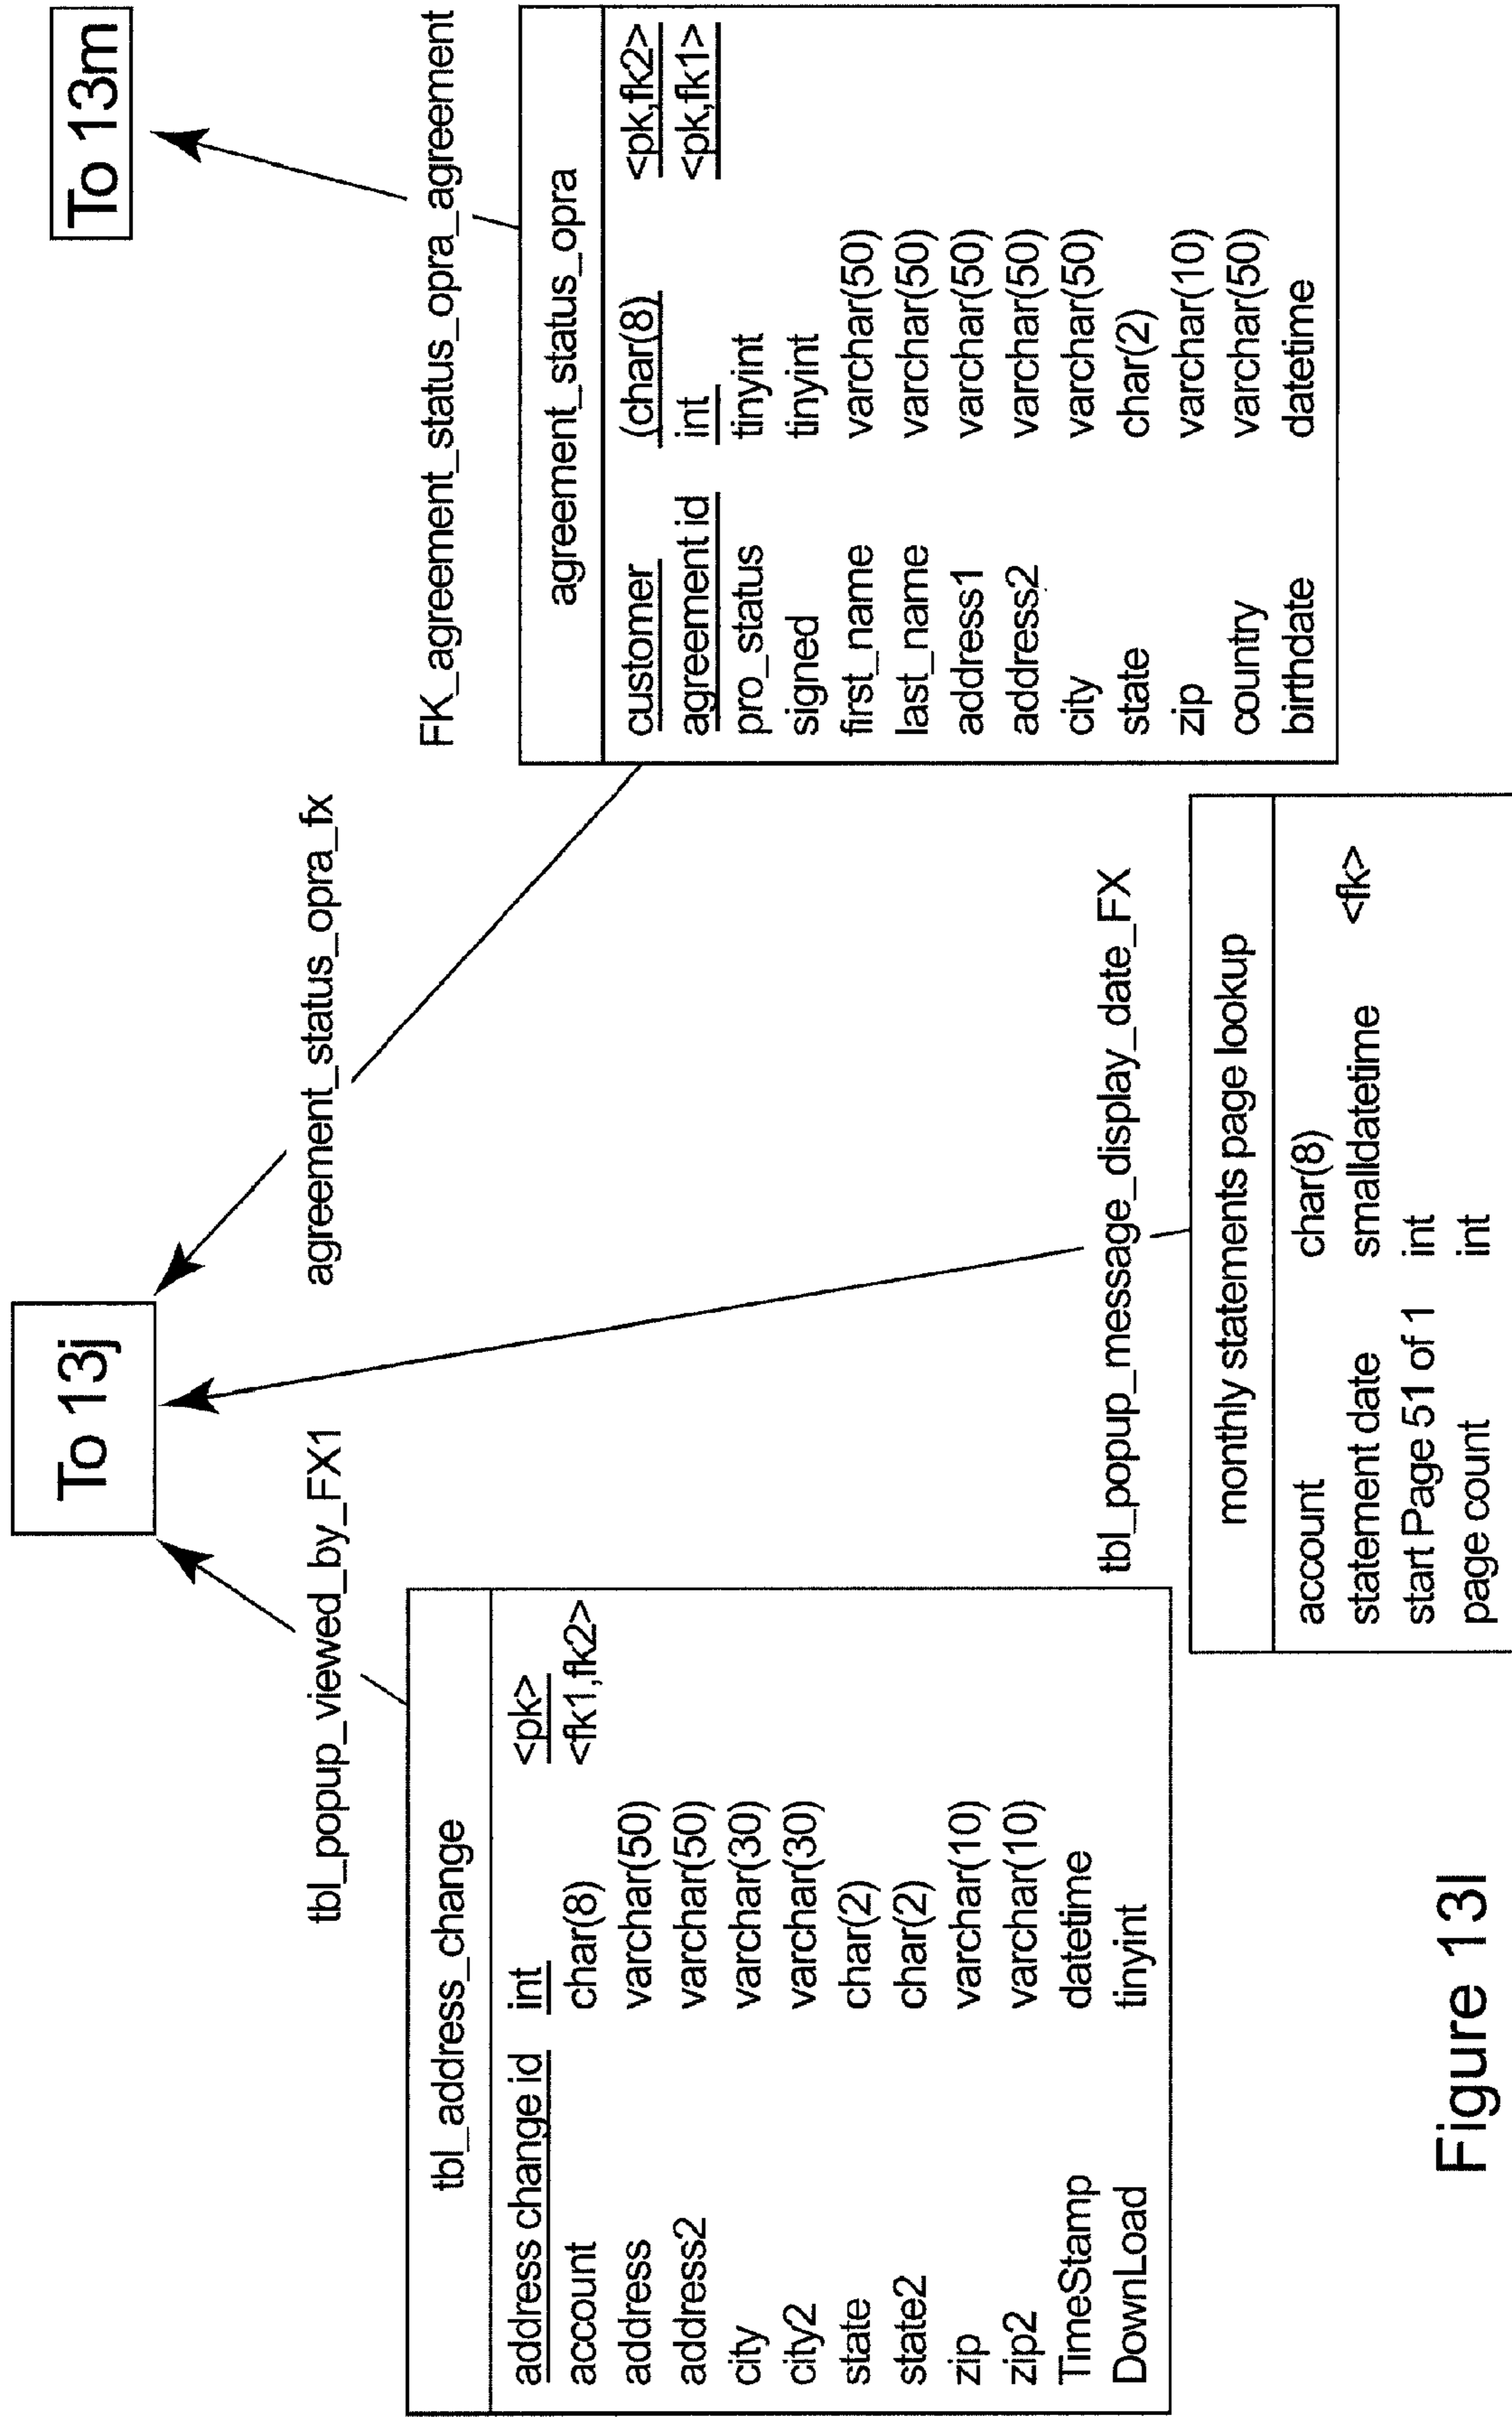 To 13j
To 13m
tbl_popup_viewed_by_FX1
agreement_status_opra_fx
FK_agreement_status_opra_agreement
tbl_address_change
address change id int <pk>
account char(8) <fk1,fk2>
address varchar(50)
address2 varchar(50)
city varchar(30)
city2 varchar(30)
state char(2)
state2 char(2)
zip varchar(10)
zip2 varchar(10)
TimeStamp datetime
DownLoad tinyint
agreement_status_opra
customer (char(8) <pk,fk2>
agreement id int <pk,fk1>
pro_status tinyint
signed tinyint
first_name varchar(50)
last_name varchar(50)
address1 varchar(50)
address2 varchar(50)
city varchar(50)
state char(2)
zip varchar(10)
country varchar(50)
birthdate datetime
tbl_popup_message_display_date_FX
monthly statements page lookup
account char(8)
statement date smalldatetime <fk>
start Page 51 of 1 int
page count int
Figure 13l